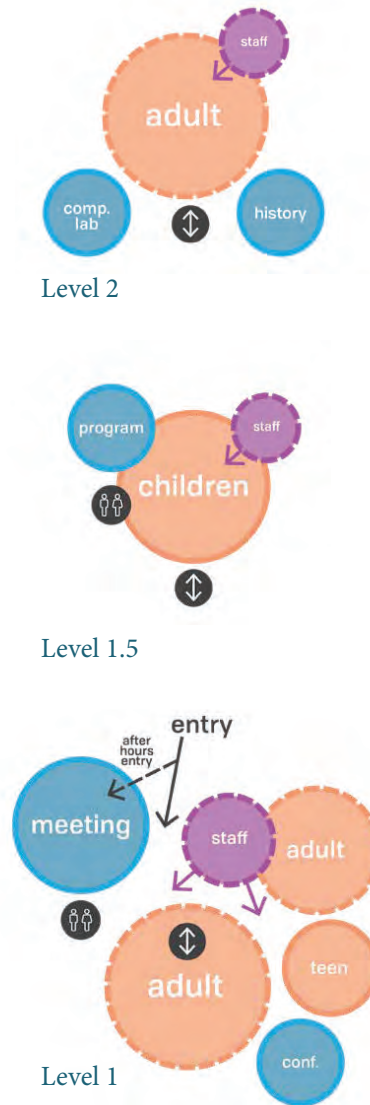 staff
adult
comp.
lab
history
Level 2
program
staff
children
Level 1.5
entry
after
hours
entry
meeting
staff
adult
teen
adult
conf.
Level 1